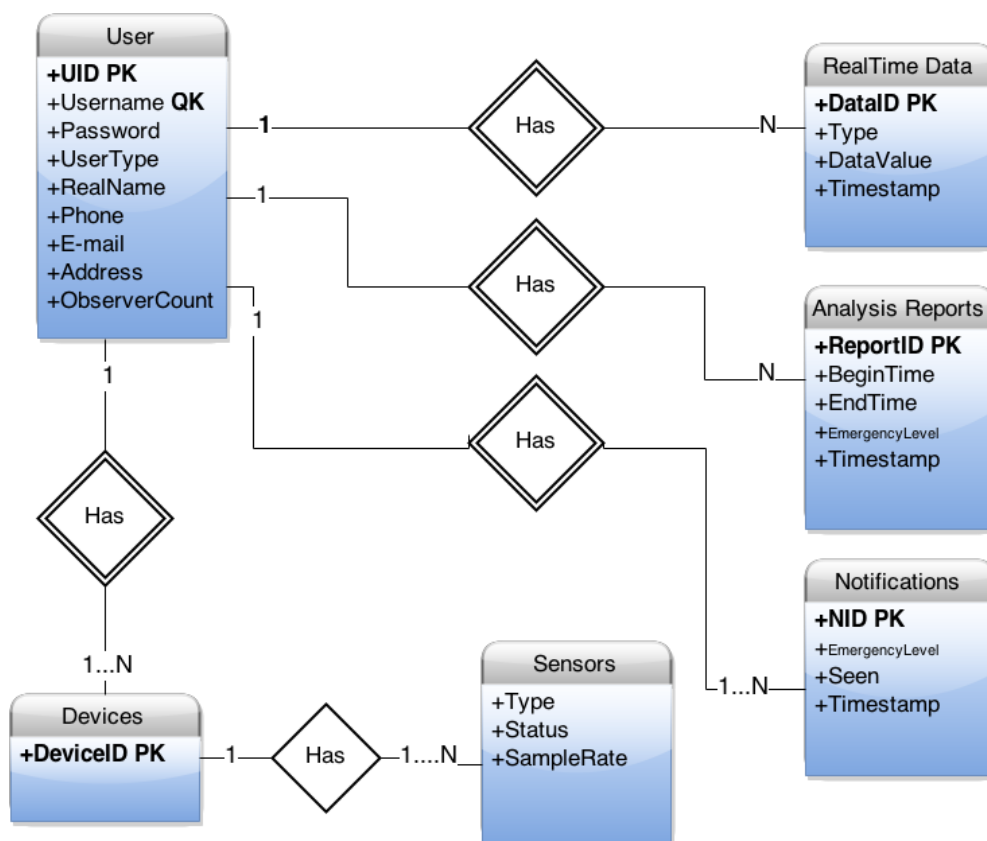 User
+UID PK
+Username QK
+Password
+UserType
+RealName
+Phone
+E-mail
+Address
+ObserverCount
1
Has
N
RealTime Data
+DataID PK
+Type
+DataValue
+Timestamp
1
Has
N
Analysis Reports
+ReportID PK
+BeginTime
+EndTime
+EmergencyLevel
+Timestamp
1
Has
1...N
Notifications
+NID PK
+EmergencyLevel
+Seen
+Timestamp
1
Has
1...N
Devices
+DeviceID PK
1
Has
1....N
Sensors
+Type
+Status
+SampleRate